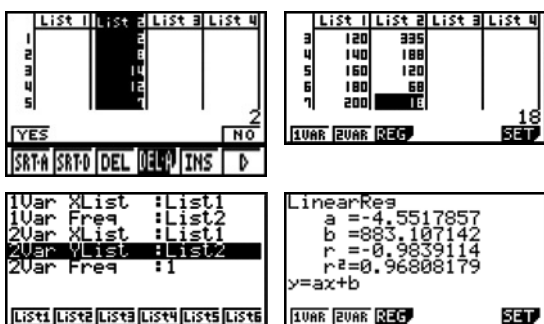 List 1 List 2 List 3 List 4
1 2
2 8
3 14
4 12
5 7
2
YES NO
SRT·A SRT·D DEL DEL·A INS
List 1 List 2 List 3 List 4
3 120 335
4 140 188
5 160 120
6 180 68
7 200 18
18
1VAR 2VAR REG SET
1Var XList :List1
1Var Freq :List2
2Var XList :List1
2Var YList :List2
2Var Freq :1
List1 List2 List3 List4 List5 List6
LinearReg
a =-4.5517857
b =883.107142
r =-0.9839114
r²=0.96808179
y=ax+b
1VAR 2VAR REG SET